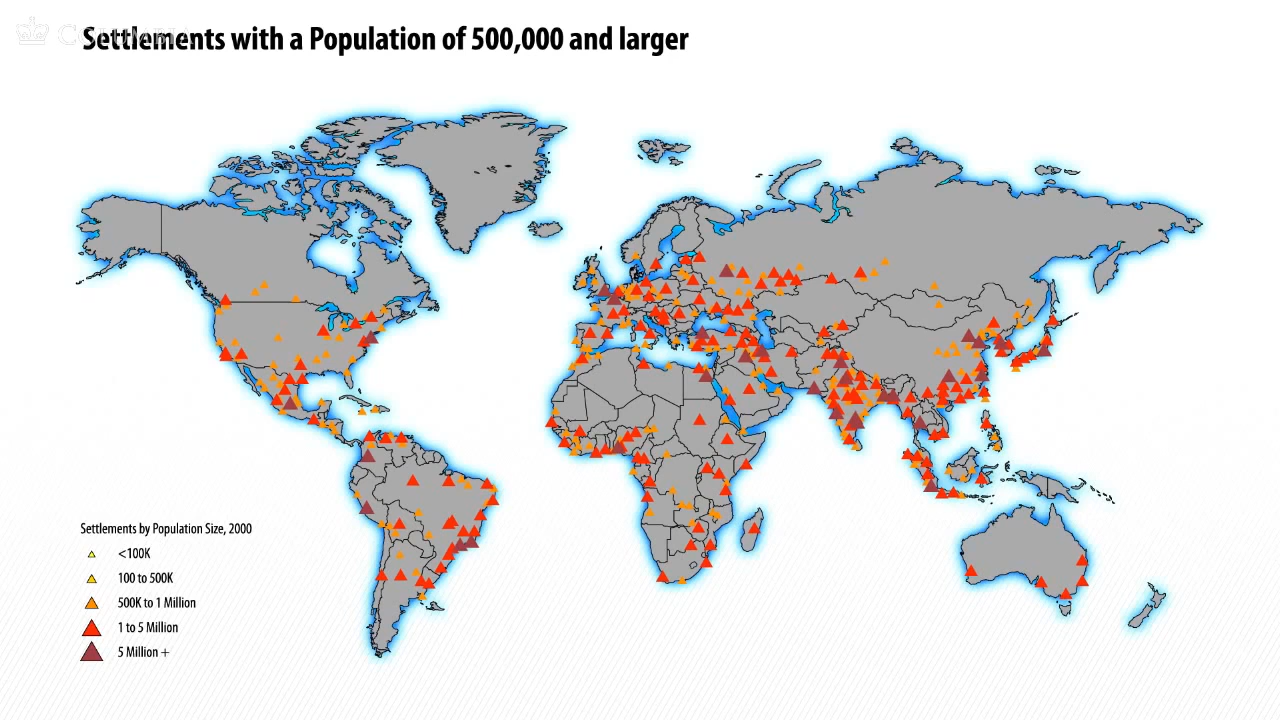 COLUMBIA
Settlements with a Population of 500,000 and larger
Settlements by Population Size, 2000
<100K
100 to 500K
500K to 1 Million
1 to 5 Million
5 Million +